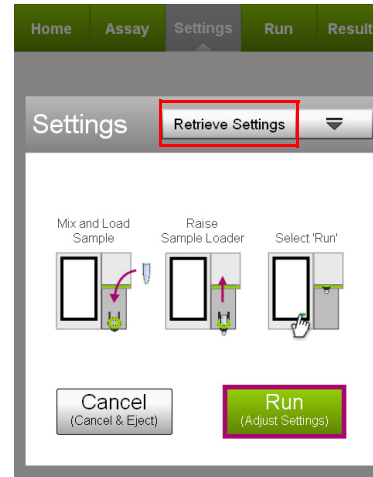 Home Assay Settings Run Result
Settings Retrieve Settings
Mix and Load Raise Select 'Run'
Sample Sample Loader
Cancel Run
(Cancel & Eject) (Adjust Settings)